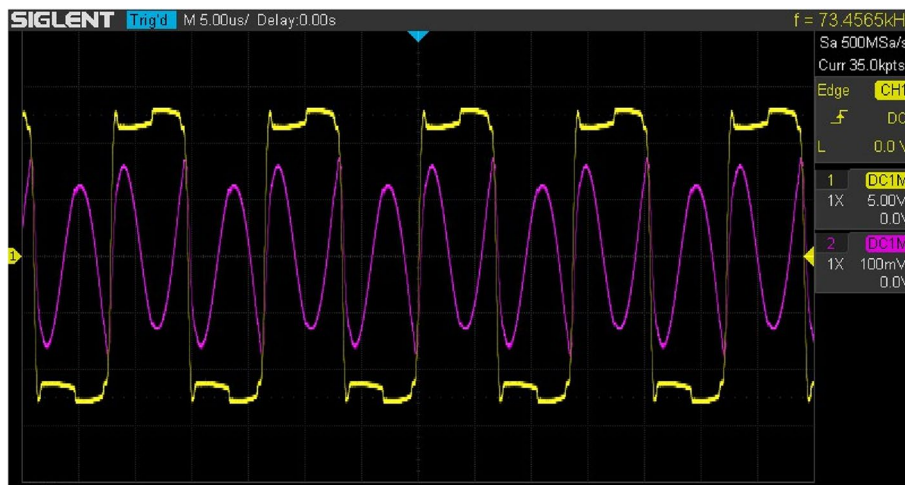 SIGLENT Trig'd M 5.00us/ Delay:0.00s f = 73.4565kH
Sa 500MSa/s
Curr 35.0kpts
Edge CH1
DC
L 0.0 V
1 DC1M
1X 5.00V
0.0V
2 DC1M
1X 100mV
0.0V
1